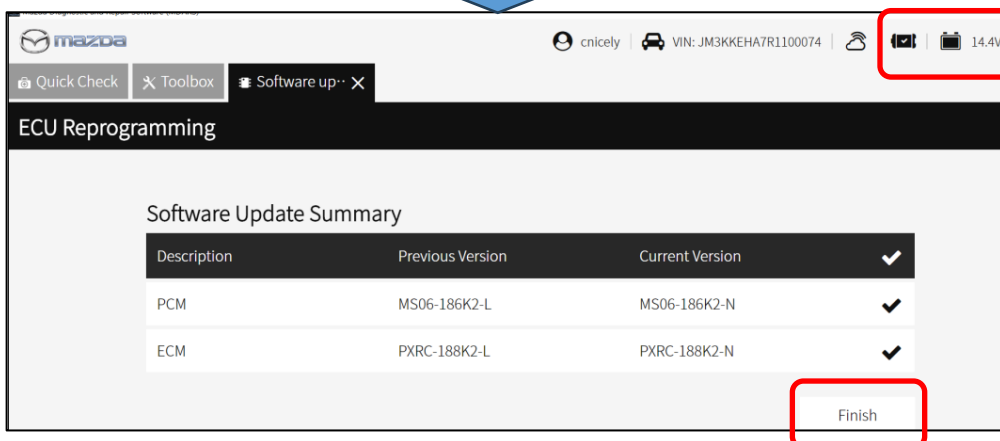 mazda
cnicely
VIN: JM3KKEHA7R1100074
14.4V
Quick Check
Toolbox
Software up··
ECU Reprogramming
Software Update Summary
Description Previous Version Current Version
PCM MS06-186K2-L MS06-186K2-N
ECM PXRC-188K2-L PXRC-188K2-N
Finish